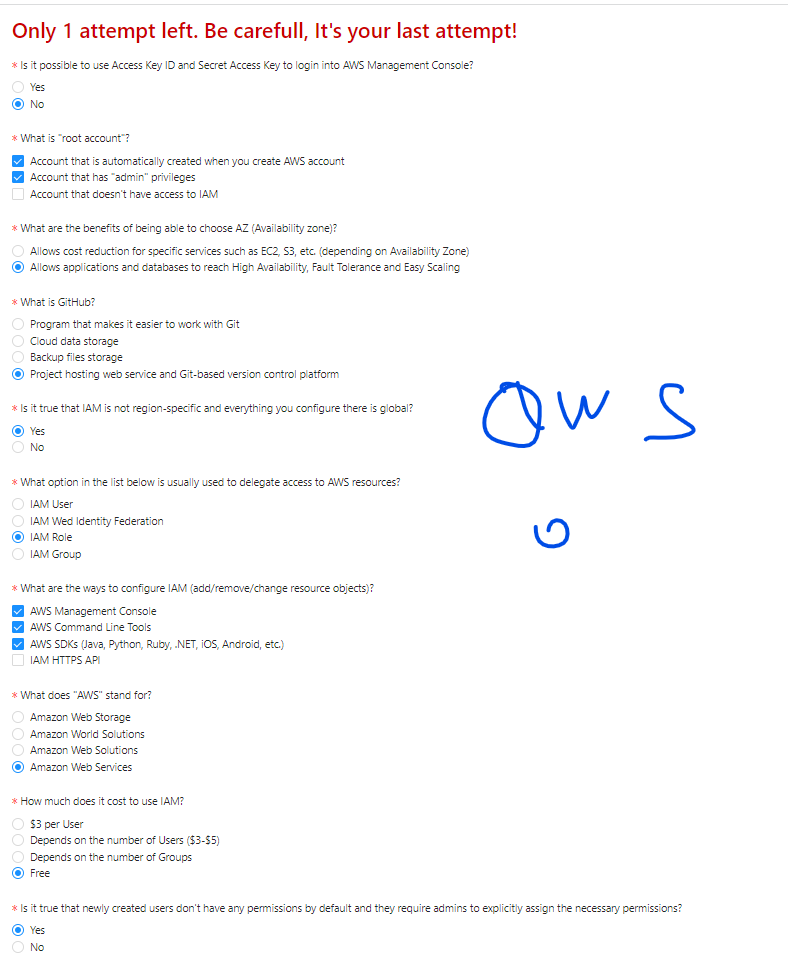 Only 1 attempt left. Be carefull, It's your last attempt!
* Is it possible to use Access Key ID and Secret Access Key to login into AWS Management Console?
Yes
No
* What is "root account"?
Account that is automatically created when you create AWS account
Account that has "admin" privileges
Account that doesn't have access to IAM
* What are the benefits of being able to choose AZ (Availability zone)?
Allows cost reduction for specific services such as EC2, S3, etc. (depending on Availability Zone)
Allows applications and databases to reach High Availability, Fault Tolerance and Easy Scaling
* What is GitHub?
Program that makes it easier to work with Git
Cloud data storage
Backup files storage
Project hosting web service and Git-based version control platform
* Is it true that IAM is not region-specific and everything you configure there is global?
Yes
No
* What option in the list below is usually used to delegate access to AWS resources?
IAM User
IAM Wed Identity Federation
IAM Role
IAM Group
* What are the ways to configure IAM (add/remove/change resource objects)?
AWS Management Console
AWS Command Line Tools
AWS SDKs (Java, Python, Ruby, .NET, iOS, Android, etc.)
IAM HTTPS API
* What does "AWS" stand for?
Amazon Web Storage
Amazon World Solutions
Amazon Web Solutions
Amazon Web Services
* How much does it cost to use IAM?
$3 per User
Depends on the number of Users ($3-$5)
Depends on the number of Groups
Free
* Is it true that newly created users don't have any permissions by default and they require admins to explicitly assign the necessary permissions?
Yes
No
aws